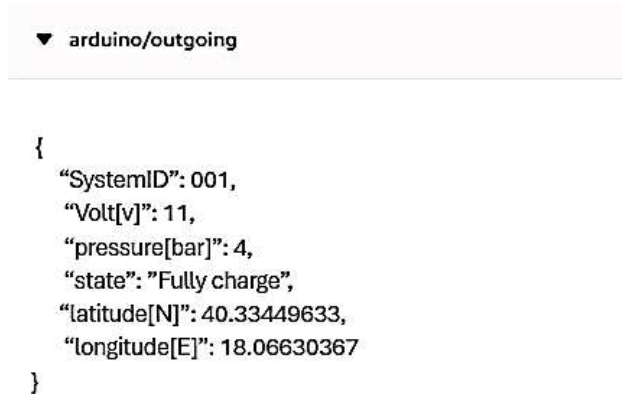 ▼ arduino/outgoing
{
“SystemID”: 001,
“Volt[v]”: 11,
“pressure[bar]”: 4,
“state”: ”Fully charge”,
“latitude[N]”: 40.33449633,
“longitude[E]”: 18.06630367
}